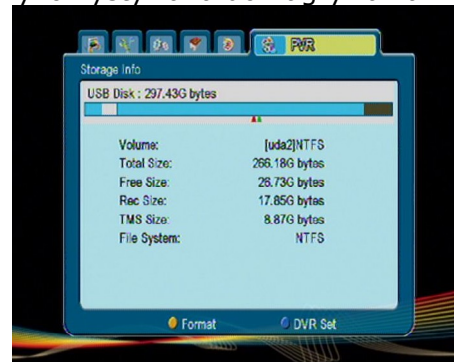 PVR
Storage Info
USB Disk : 297.43G bytes
Volume: [uda2]NTFS
Total Size: 266.18G bytes
Free Size: 26.73G bytes
Rec Size: 17.85G bytes
TMS Size: 8.87G bytes
File System: NTFS
Format DVR Set